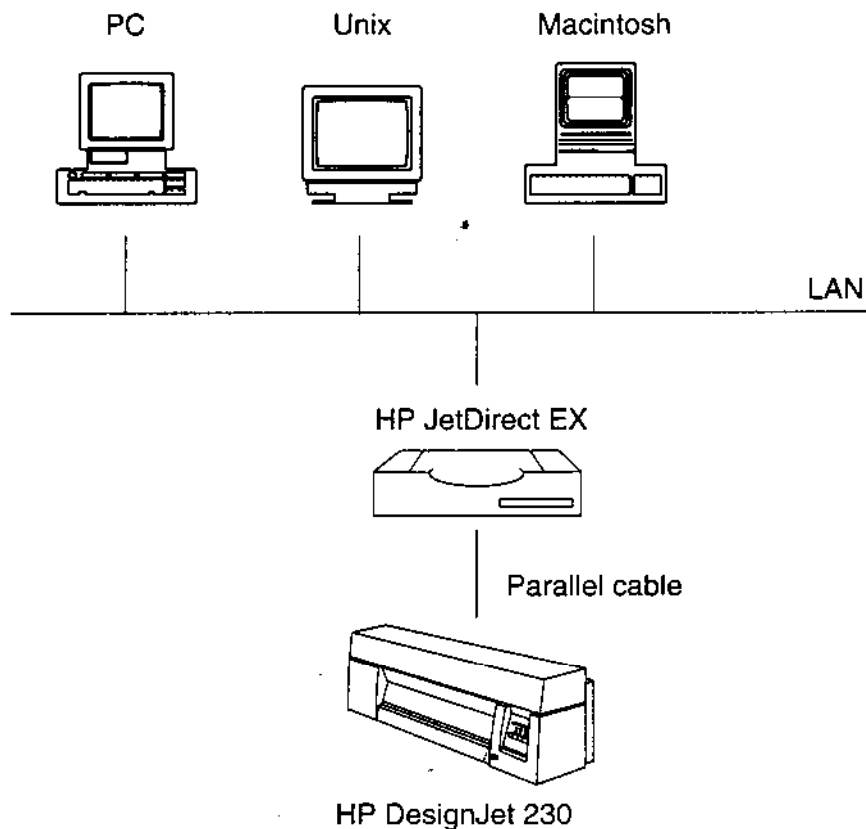 PC Unix Macintosh
LAN
HP JetDirect EX
Parallel cable
HP DesignJet 230